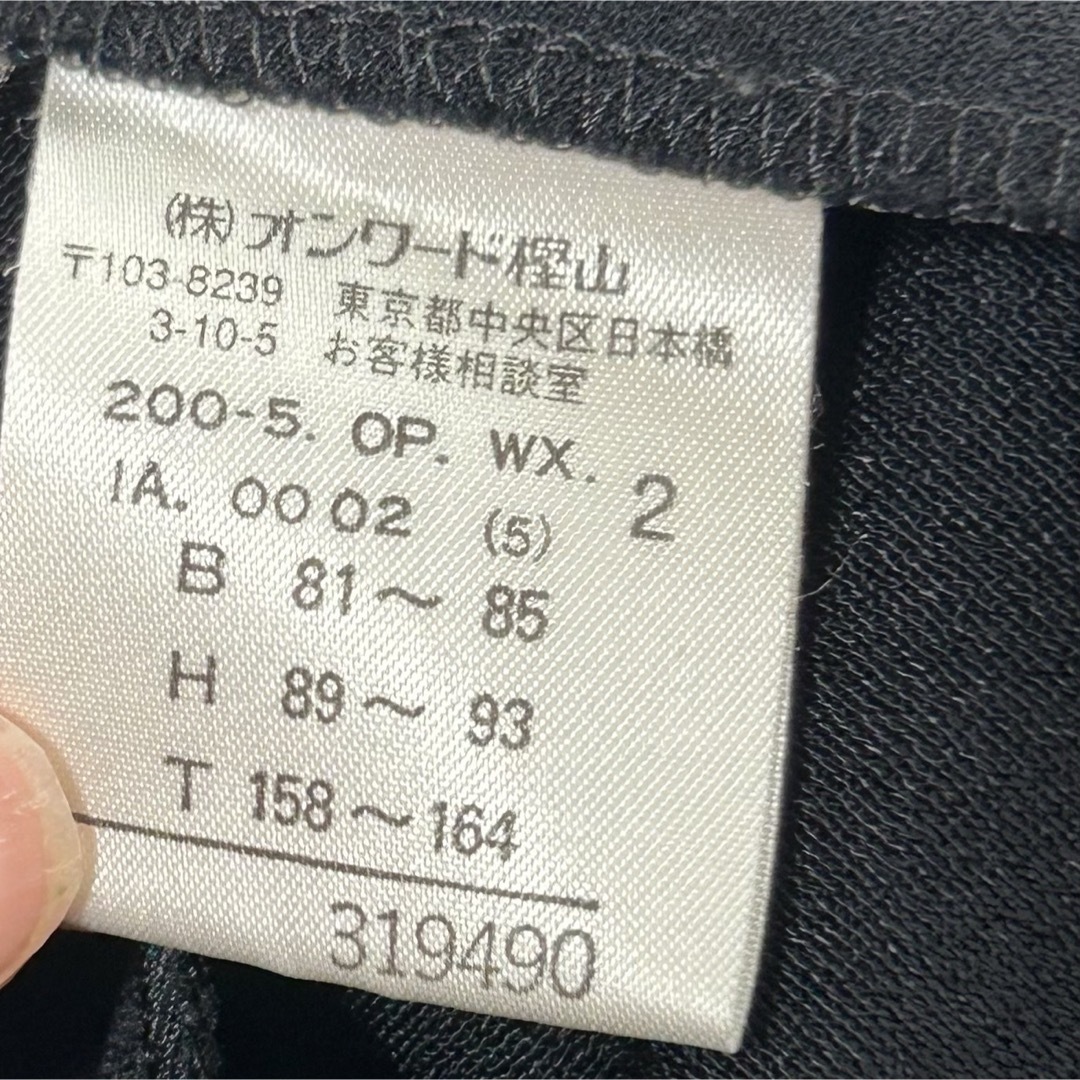 (株)オンワード樫山
〒103-8239 東京都中央区日本橋
3-10-5 お客様相談室
200-5. OP. WX. 2
IA. 0002 (5)
B 81〜 85
H 89〜 93
T 158〜164
319490